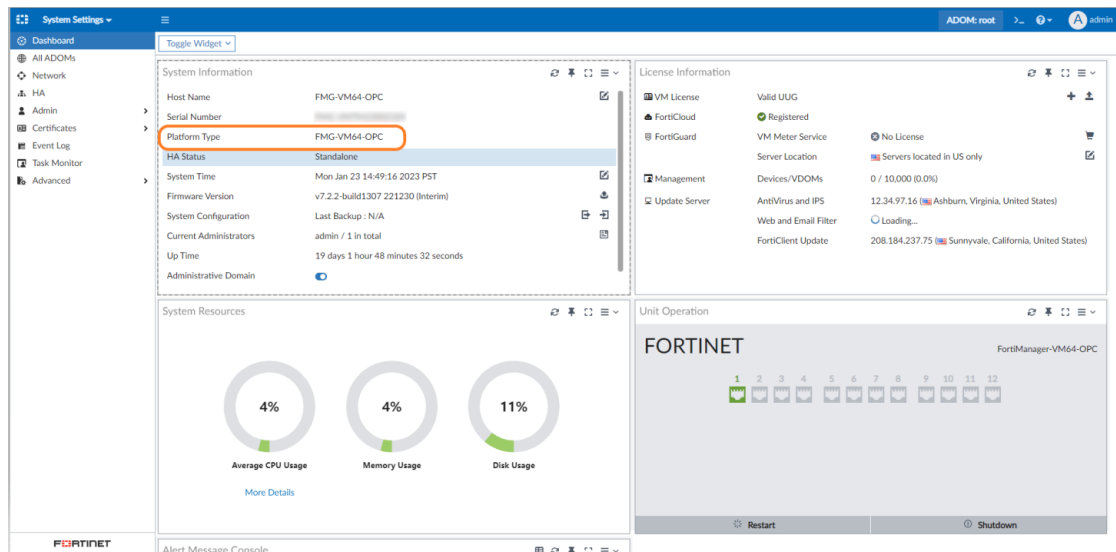 System Settings
ADOM: root >_ ? A admin
Dashboard
All ADOMs
Network
HA
Admin
Certificates
Event Log
Task Monitor
Advanced
FORTINET
Toggle Widget
System Information
Host Name FMG-VM64-OPC
Serial Number
Platform Type FMG-VM64-OPC
HA Status Standalone
System Time Mon Jan 23 14:49:16 2023 PST
Firmware Version v7.2.2-build1307 221230 (Interim)
System Configuration Last Backup : N/A
Current Administrators admin / 1 in total
Up Time 19 days 1 hour 48 minutes 32 seconds
Administrative Domain
License Information
VM License Valid UUG
FortiCloud Registered
FortiGuard VM Meter Service No License
Server Location Servers located in US only
Management Devices/VDOMs 0 / 10,000 (0.0%)
Update Server AntiVirus and IPS 12.34.97.16 (Ashburn, Virginia, United States)
Web and Email Filter Loading...
FortiClient Update 208.184.237.75 (Sunnyvale, California, United States)
System Resources
4% 4% 11%
Average CPU Usage Memory Usage Disk Usage
More Details
Unit Operation
FORTINET
FortiManager-VM64-OPC
1 2 3 4 5 6 7 8 9 10 11 12
Restart Shutdown
Alert Message Console